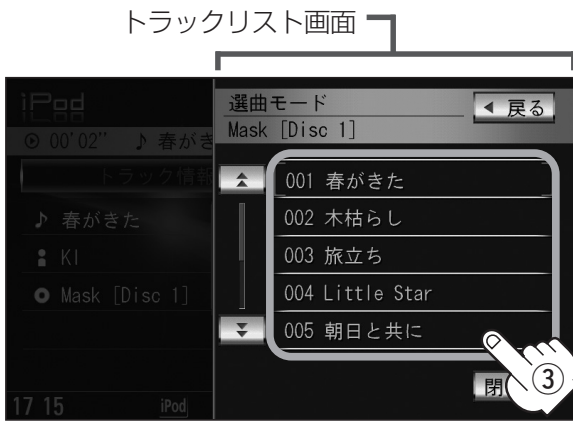 トラックリスト画面
iPod
00'02" ♪ 春がき
トラック情報
♪ 春がきた
KI
Mask [Disc 1]
17 15 iPod
選曲モード
Mask [Disc 1]
◀ 戻る
001 春がきた
002 木枯らし
003 旅立ち
004 Little Star
005 朝日と共に
閉
③